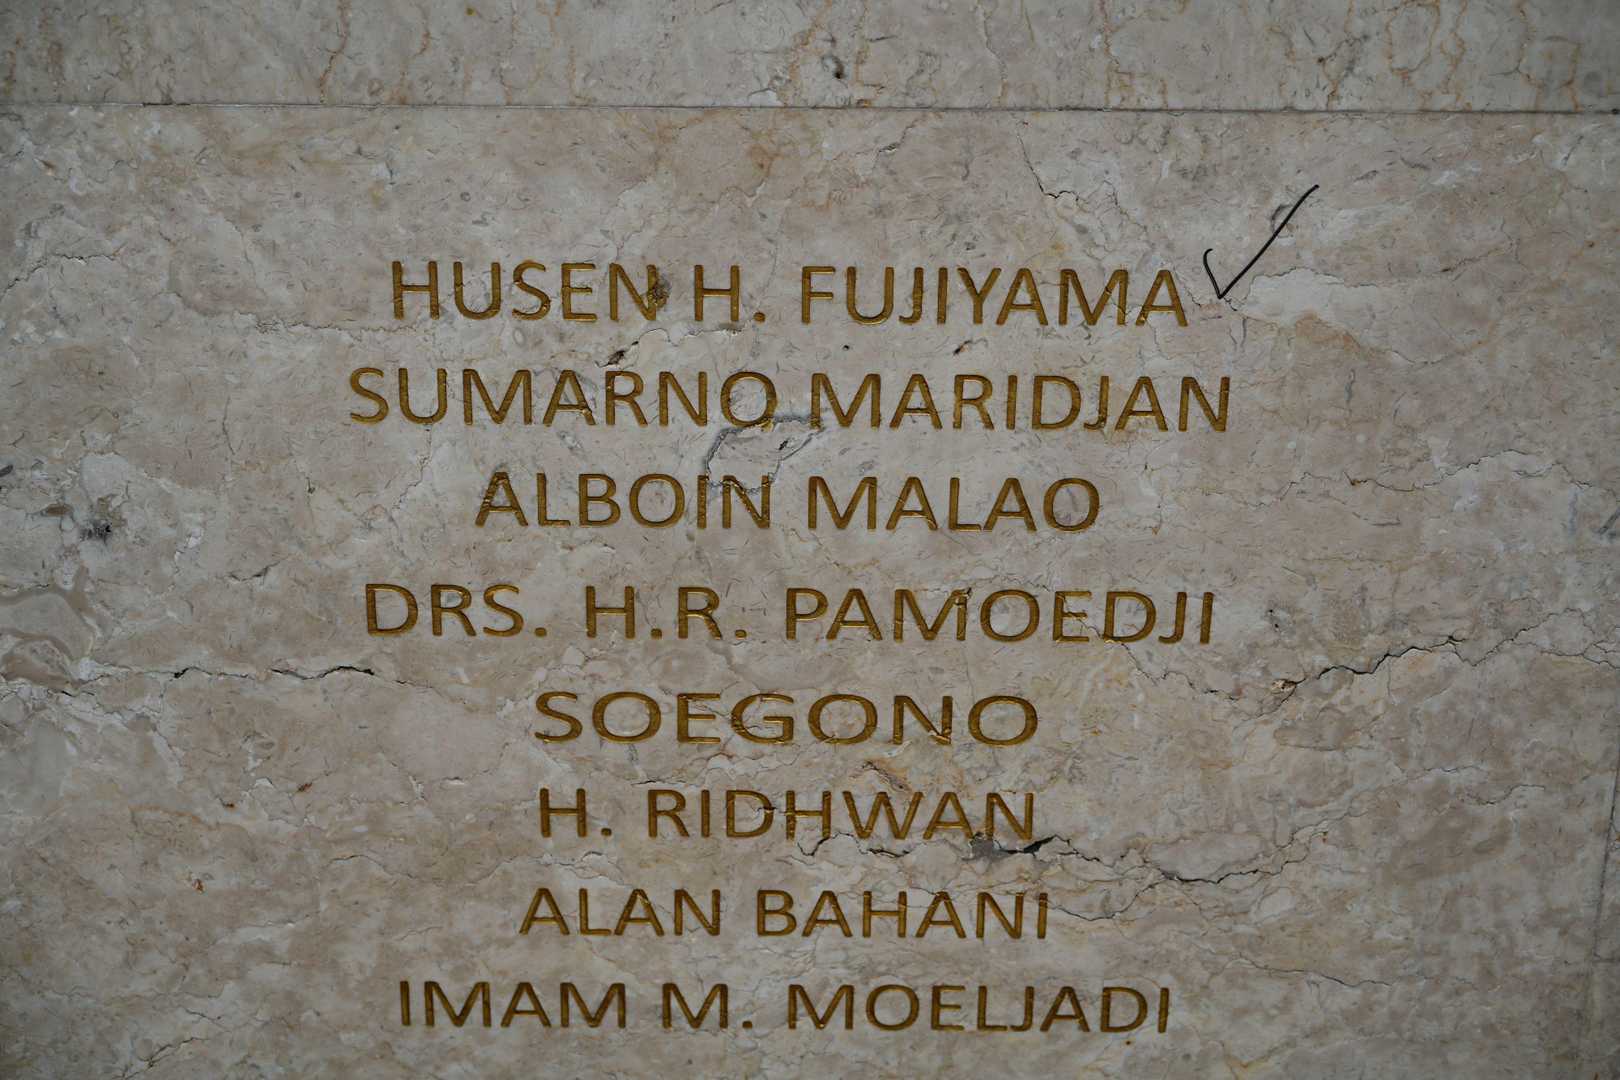 HUSEN H. FUJIYAMA
SUMARNO MARIDJAN
ALBOIN MALAO
DRS. H.R. PAMOEDJI
SOEGONO
H. RIDHWAN
ALAN BAHANI
IMAM M. MOELJADI